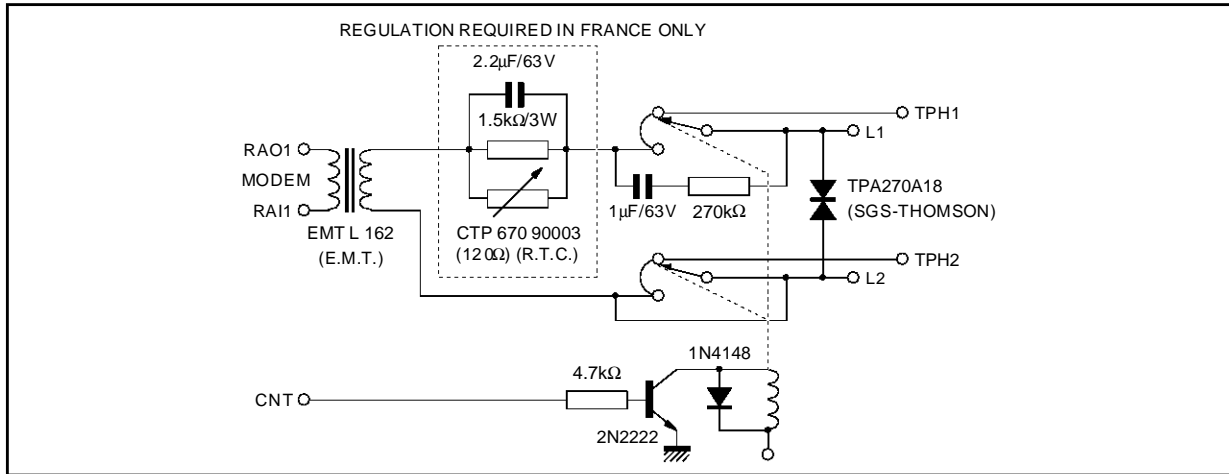 REGULATION REQUIRED IN FRANCE ONLY
2.2μF/63V
1.5kΩ/3W
TPH1
L1
RAO1
MODEM
RAI1
TPA270A18
(SGS-THOMSON)
1μF/63V
270kΩ
EMT L 162
(E.M.T.)
CTP 670 90003
(120Ω) (R.T.C.)
TPH2
L2
1N4148
4.7kΩ
CNT
2N2222